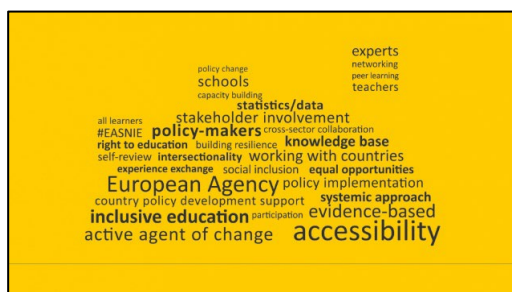 experts
networking
policy change
peer learning
schools
teachers
capacity building
statistics/data
all learners
stakeholder involvement
#EASNIE policy-makers cross-sector collaboration
right to education building resilience knowledge base
self-review intersectionality working with countries
experience exchange social inclusion equal opportunities
European Agency policy implementation
country policy development support systemic approach
inclusive education participation evidence-based
active agent of change accessibility